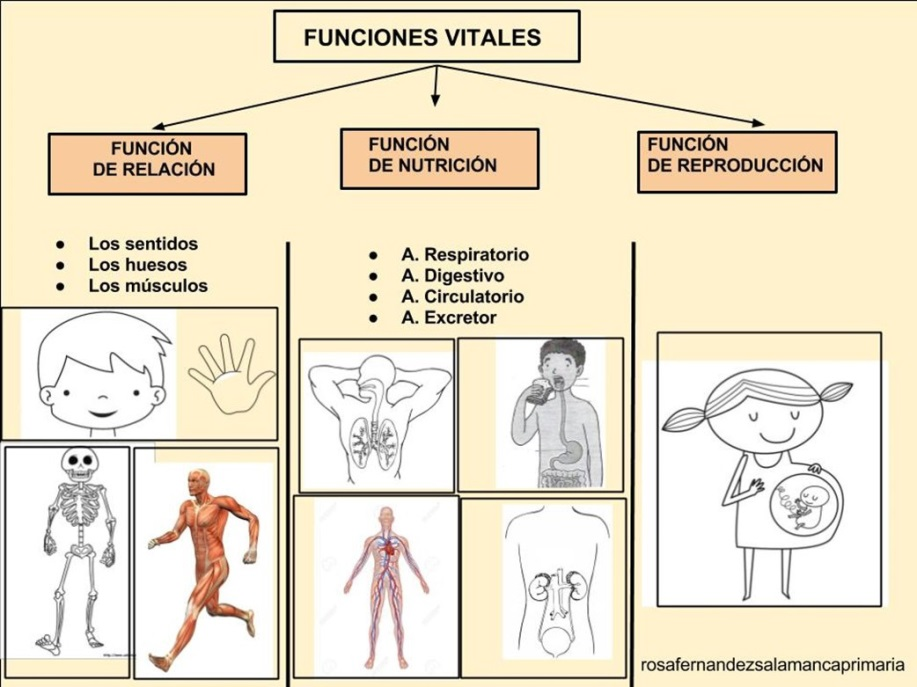 FUNCIONES VITALES
FUNCIÓN
DE RELACIÓN
● Los sentidos
● Los huesos
● Los músculos
FUNCIÓN
DE NUTRICIÓN
● A. Respiratorio
● A. Digestivo
● A. Circulatorio
● A. Excretor
FUNCIÓN
DE REPRODUCCIÓN
rosafernandezsalamancaprimaria